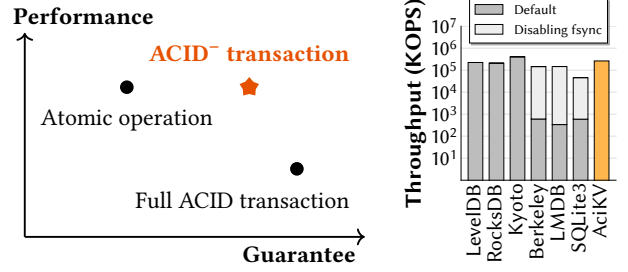 Performance
ACID⁻ transaction
Atomic operation
Full ACID transaction
Guarantee
Default
Disabling fsync
Throughput (KOPS)
10⁷
10⁶
10⁵
10⁴
10³
10²
10¹
LevelDB
RocksDB
Kyoto
Berkeley
LMDB
SQLite3
AciKV